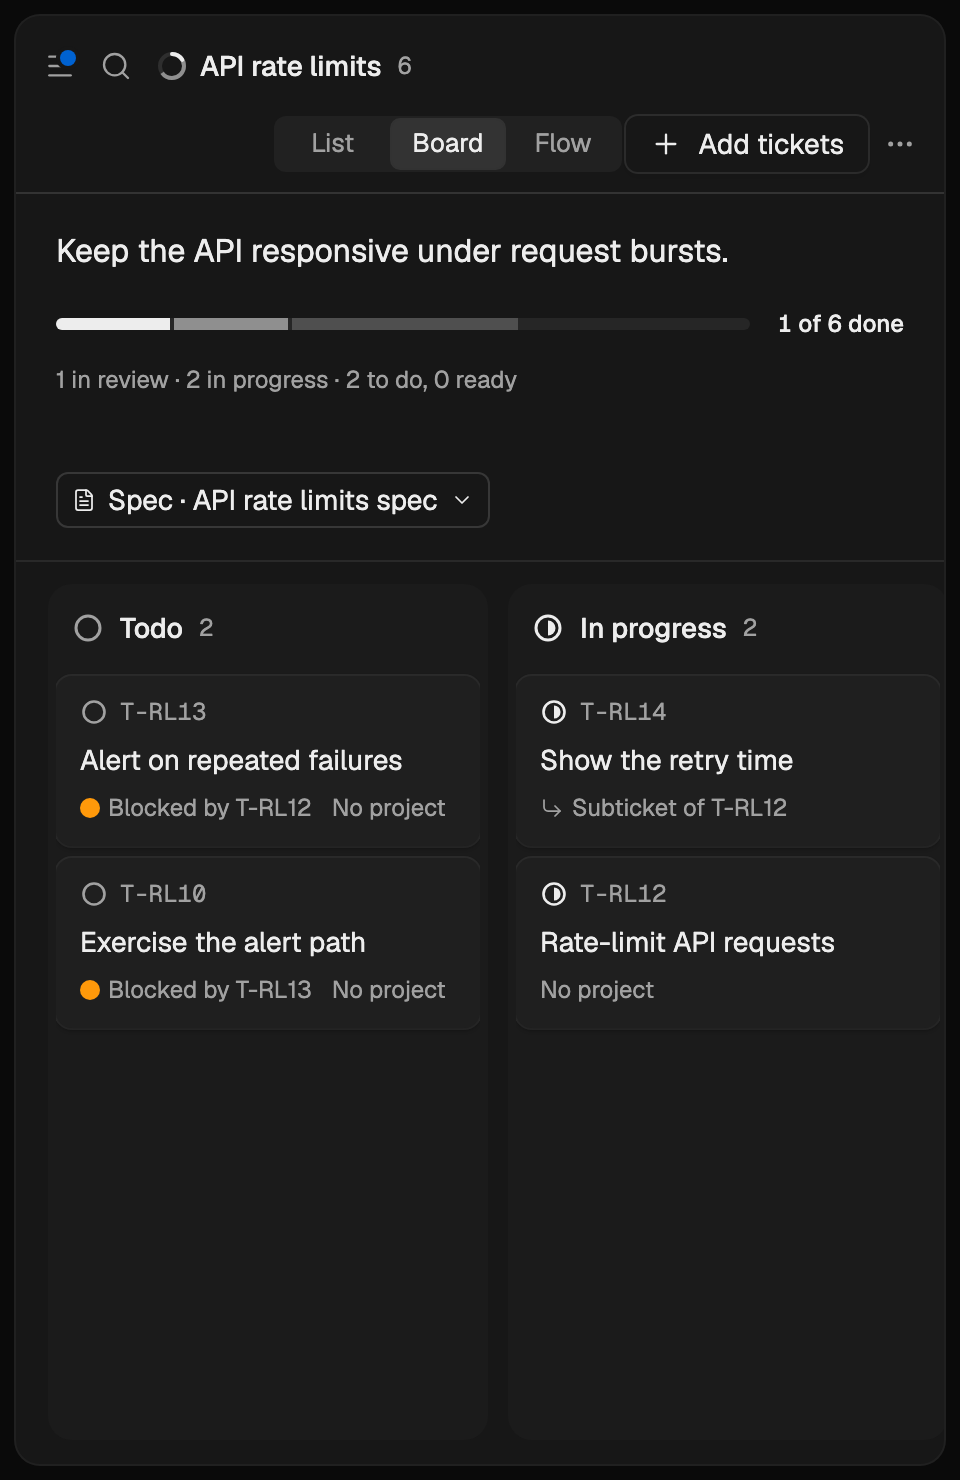 API rate limits 6
List Board Flow + Add tickets ...
Keep the API responsive under request bursts.
1 of 6 done
1 in review · 2 in progress · 2 to do, 0 ready
Spec · API rate limits spec
Todo 2
T-RL13
Alert on repeated failures
Blocked by T-RL12 No project
T-RL10
Exercise the alert path
Blocked by T-RL13 No project
In progress 2
T-RL14
Show the retry time
Subticket of T-RL12
T-RL12
Rate-limit API requests
No project